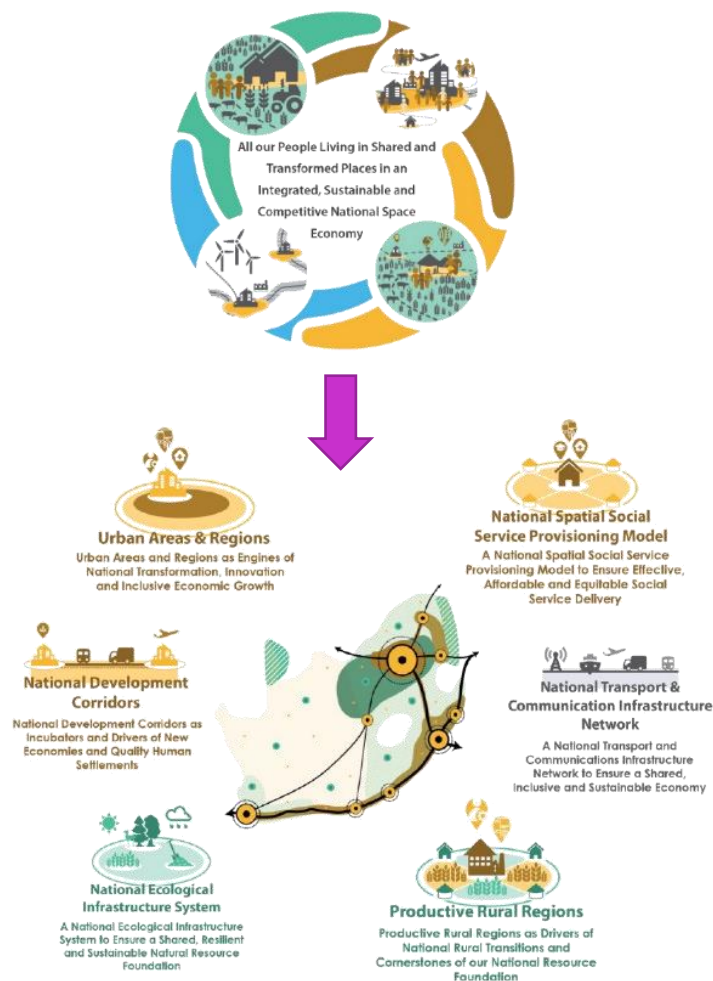 All our People Living in Shared and
Transformed Places in an
Integrated, Sustainable and
Competitive National Space
Economy
Urban Areas & Regions
Urban Areas and Regions as Engines of
National Transformation, Innovation
and Inclusive Economic Growth
National Spatial Social
Service Provisioning Model
A National Spatial Social Service
Provisioning Model to Ensure Effective,
Affordable and Equitable Social
Service Delivery
National Development
Corridors
National Development Corridors as
Incubators and Drivers of New
Economies and Quality Human
Settlements
National Transport &
Communication Infrastructure
Network
A National Transport and
Communications Infrastructure
Network to Ensure a Shared,
Inclusive and Sustainable Economy
National Ecological
Infrastructure System
A National Ecological Infrastructure
System to Ensure a Shared, Resilient
and Sustainable Natural Resource
Foundation
Productive Rural Regions
Productive Rural Regions as Drivers of
National Rural Transitions and
Cornerstones of our National Resource
Foundation